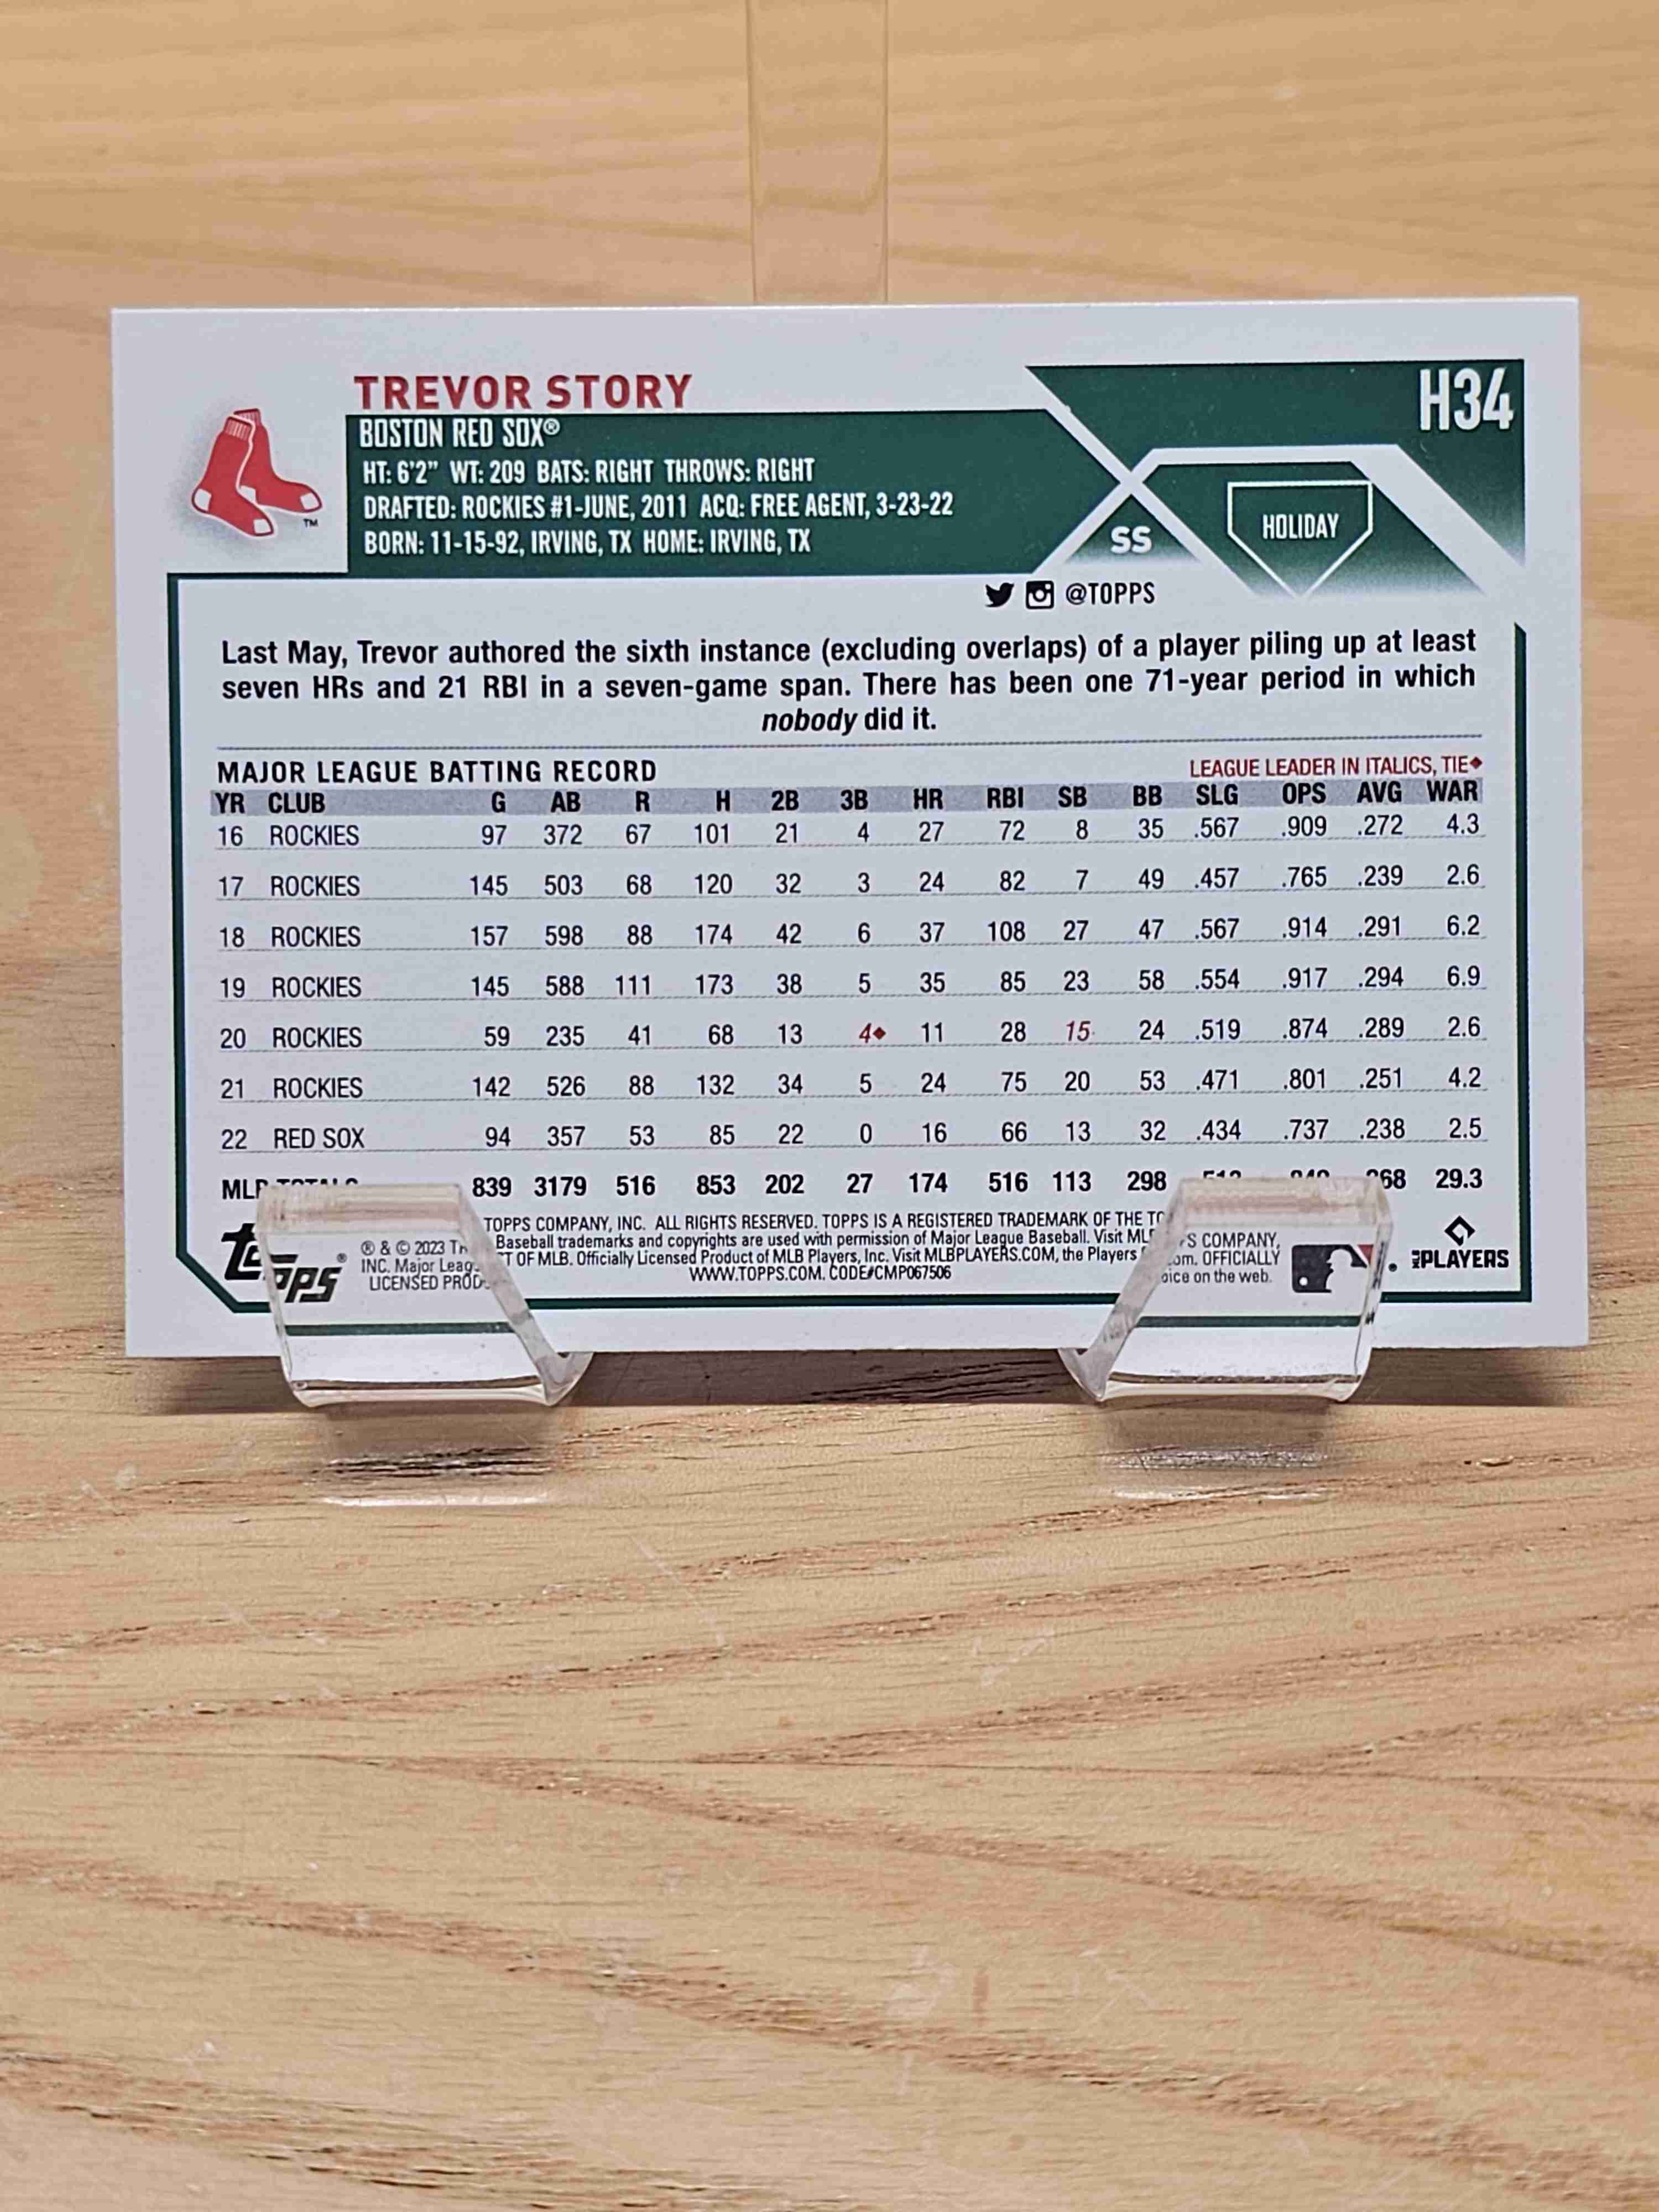 TREVOR STORY
H34
BOSTON RED SOX®
HT: 6'2" WT: 209 BATS: RIGHT THROWS: RIGHT
DRAFTED: ROCKIES #1-JUNE, 2011 ACQ: FREE AGENT, 3-23-22
BORN: 11-15-92, IRVING, TX HOME: IRVING, TX
SS
HOLIDAY
TM
@TOPPS
Last May, Trevor authored the sixth instance (excluding overlaps) of a player piling up at least
seven HRs and 21 RBI in a seven-game span. There has been one 71-year period in which
nobody did it.
MAJOR LEAGUE BATTING RECORD LEAGUE LEADER IN ITALICS, TIE◆
YR CLUB G AB R H 2B 3B HR RBI SB BB SLG OPS AVG WAR
16 ROCKIES 97 372 67 101 21 4 27 72 8 35 .567 .909 .272 4.3
17 ROCKIES 145 503 68 120 32 3 24 82 7 49 .457 .765 .239 2.6
18 ROCKIES 157 598 88 174 42 6 37 108 27 47 .567 .914 .291 6.2
19 ROCKIES 145 588 111 173 38 5 35 85 23 58 .554 .917 .294 6.9
20 ROCKIES 59 235 41 68 13 4◆ 11 28 15 24 .519 .874 .289 2.6
21 ROCKIES 142 526 88 132 34 5 24 75 20 53 .471 .801 .251 4.2
22 RED SOX 94 357 53 85 22 0 16 66 13 32 .434 .737 .238 2.5
839 3179 516 853 202 27 174 516 113 298 29.3
topps®
® & © 2023 TOPPS COMPANY, INC. ALL RIGHTS RESERVED. TOPPS IS A REGISTERED TRADEMARK OF THE S COMPANY,
INC. Major Baseball trademarks and copyrights are used with permission of Major League Baseball. Visit OFFICIALLY
LICENSED OF MLB. Officially Licensed Product of MLB Players, Inc. Visit MLBPLAYERS.COM, the Players on the web.
WWW.TOPPS.COM. CODE#CMP067506
MLB PLAYERS